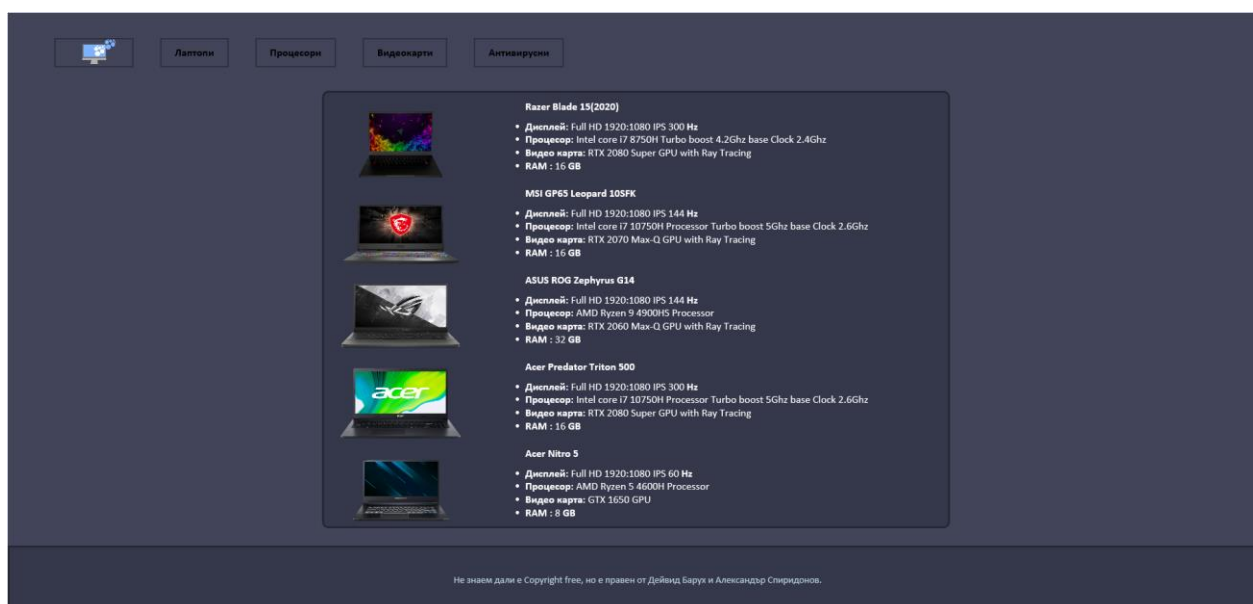 Лаптопи
Процесори
Видеокарти
Антивирусни
Razer Blade 15(2020)
• Дисплей: Full HD 1920:1080 IPS 300 Hz
• Процесор: Intel core i7 8750H Turbo boost 4.2Ghz base Clock 2.4Ghz
• Видео карта: RTX 2080 Super GPU with Ray Tracing
• RAM : 16 GB
MSI GP65 Leopard 10SFK
• Дисплей: Full HD 1920:1080 IPS 144 Hz
• Процесор: Intel core i7 10750H Processor Turbo boost 5Ghz base Clock 2.6Ghz
• Видео карта: RTX 2070 Max-Q GPU with Ray Tracing
• RAM : 16 GB
ASUS ROG Zephyrus G14
• Дисплей: Full HD 1920:1080 IPS 144 Hz
• Процесор: AMD Ryzen 9 4900HS Processor
• Видео карта: RTX 2060 Max-Q GPU with Ray Tracing
• RAM : 32 GB
acer
Acer Predator Triton 500
• Дисплей: Full HD 1920:1080 IPS 300 Hz
• Процесор: Intel core i7 10750H Processor Turbo boost 5Ghz base Clock 2.6Ghz
• Видео карта: RTX 2080 Super GPU with Ray Tracing
• RAM : 16 GB
Acer Nitro 5
• Дисплей: Full HD 1920:1080 IPS 60 Hz
• Процесор: AMD Ryzen 5 4600H Processor
• Видео карта: GTX 1650 GPU
• RAM : 8 GB
Не знаем дали е Copyright free, но е правен от Дейвид Барух и Александър Спиридонов.